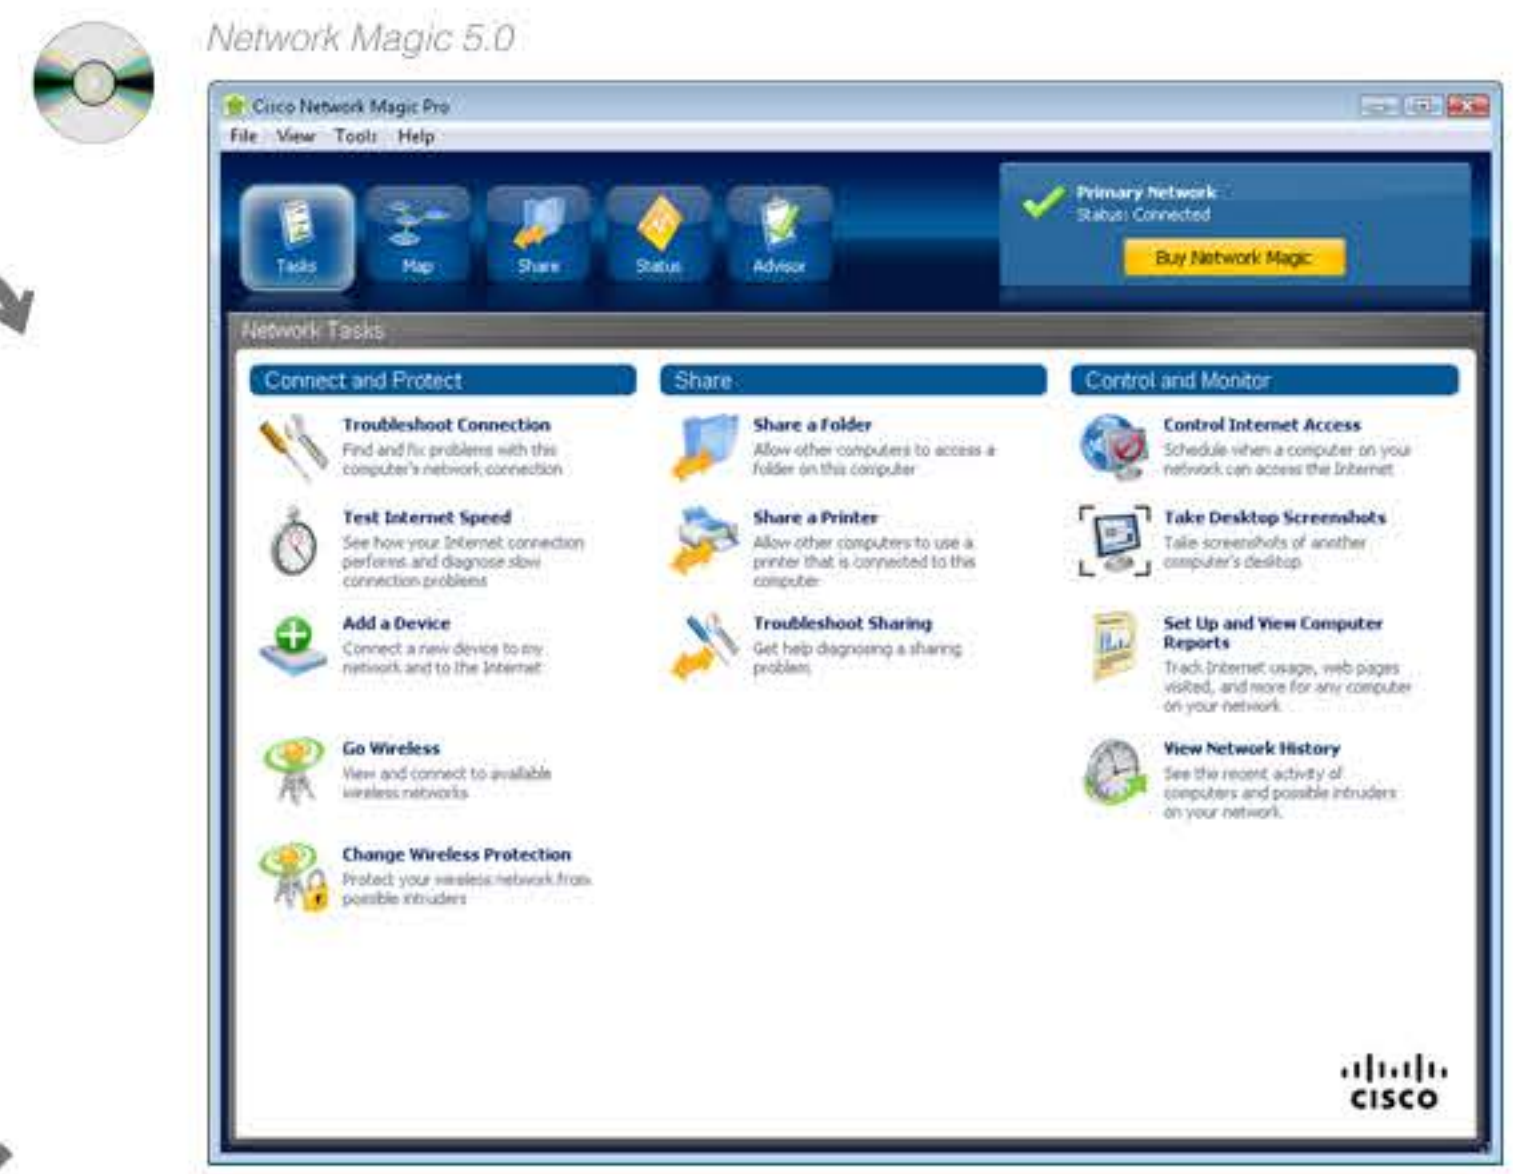 Network Magic 5.0
Cisco Network Magic Pro
File View Tools Help
Tasks
Map
Share
Status
Advisor
Primary Network
Status: Connected
Buy Network Magic
Network Tasks
Connect and Protect
Troubleshoot Connection
Find and fix problems with this
computer's network connection
Test Internet Speed
See how your Internet connection
performs and diagnose slow
connection problems
Add a Device
Connect a new device to my
network and to the Internet
Go Wireless
View and connect to available
wireless networks
Change Wireless Protection
Protect your wireless network from
possible intruders
Share
Share a Folder
Allow other computers to access a
folder on this computer
Share a Printer
Allow other computers to use a
printer that is connected to this
computer
Troubleshoot Sharing
Get help diagnosing a sharing
problem
Control and Monitor
Control Internet Access
Schedule when a computer on your
network can access the Internet
Take Desktop Screenshots
Take screenshots of another
computer's desktop
Set Up and View Computer
Reports
Track Internet usage, web pages
visited, and more for any computer
on your network
View Network History
See the recent activity of
computers and possible intruders
on your network.
CISCO